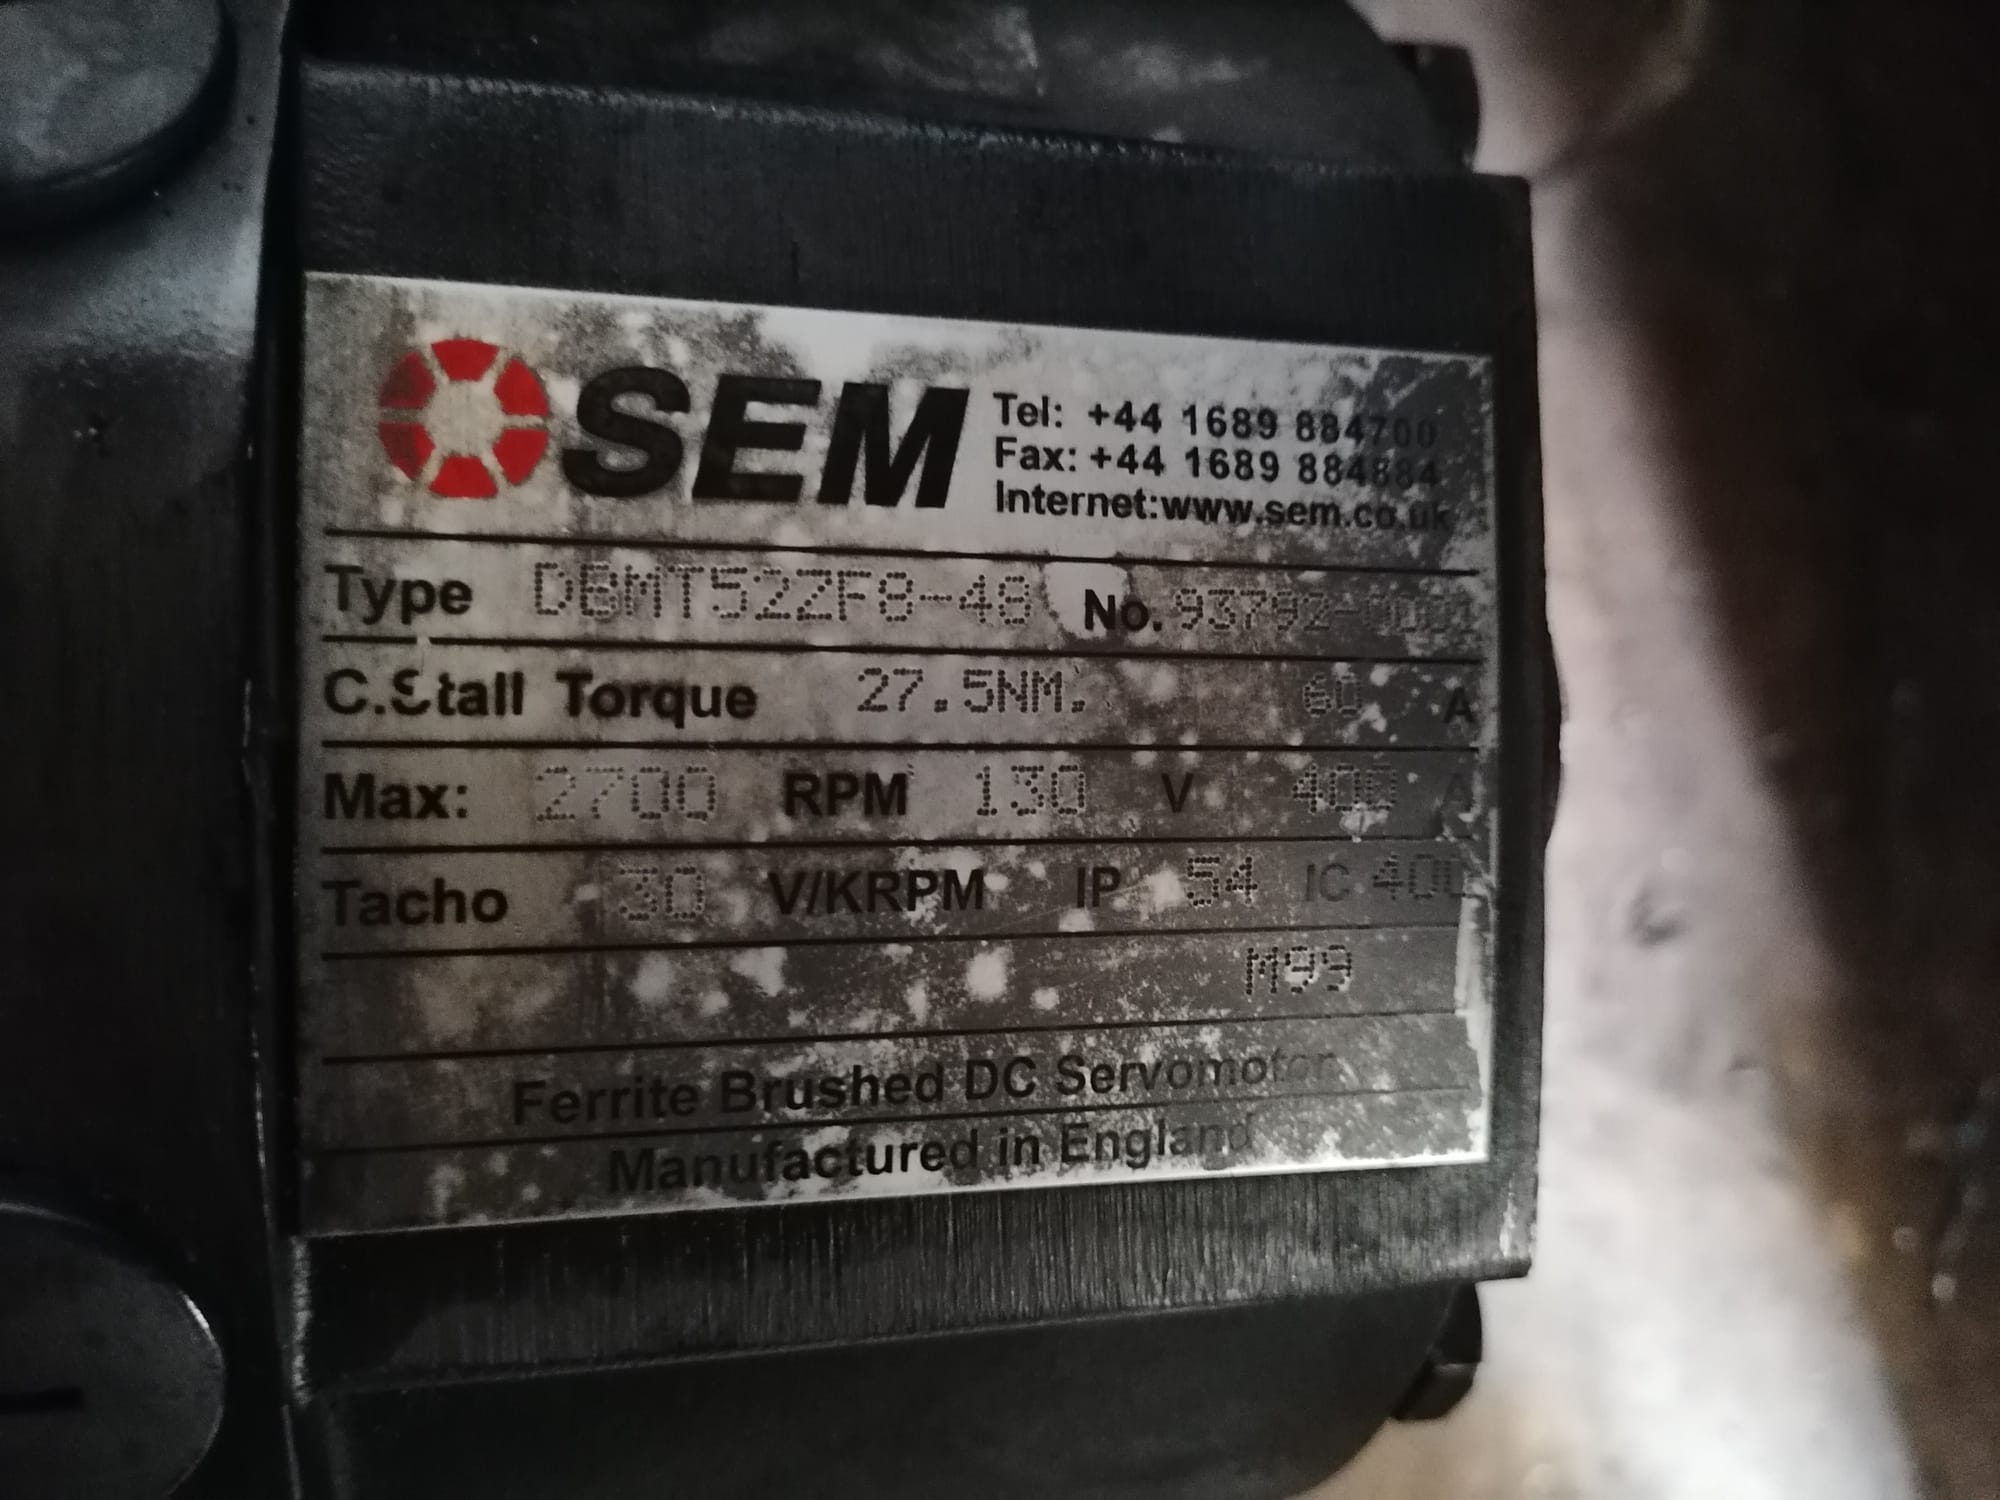 SEM
Tel: +44 1689 884700
Fax: +44 1689 884884
Internet:www.sem.co.uk
Type DBMT52ZF8-48 No. 93792-0001
C.Stall Torque 27.5NM. 60 A
Max: 2700 RPM 130 V 400 A
Tacho 30 V/KRPM IP 54 IC 400
M99
Ferrite Brushed DC Servomotor
Manufactured in England